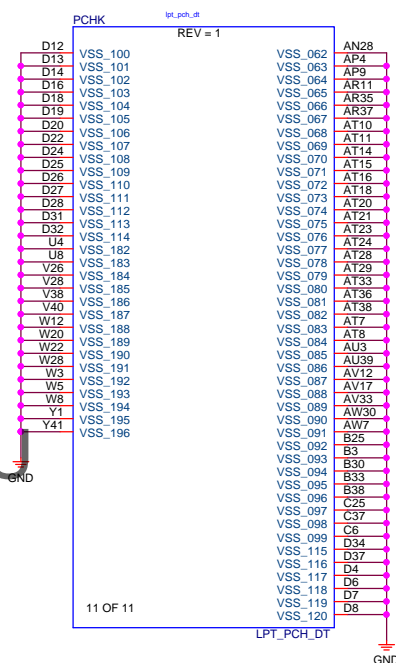 PCHK
lpt_pch_dt
REV = 1
D12 VSS_100 VSS_062 AN28
D13 VSS_101 VSS_063 AP4
D14 VSS_102 VSS_064 AP9
D16 VSS_103 VSS_065 AR11
D18 VSS_104 VSS_066 AR35
D19 VSS_105 VSS_067 AR37
D20 VSS_106 VSS_068 AT10
D22 VSS_107 VSS_069 AT11
D24 VSS_108 VSS_070 AT14
D25 VSS_109 VSS_071 AT15
D26 VSS_110 VSS_072 AT16
D27 VSS_111 VSS_073 AT18
D28 VSS_112 VSS_074 AT20
D31 VSS_113 VSS_075 AT21
D32 VSS_114 VSS_076 AT23
U4 VSS_182 VSS_077 AT24
U8 VSS_183 VSS_078 AT28
V26 VSS_184 VSS_079 AT29
V28 VSS_185 VSS_080 AT33
V38 VSS_186 VSS_081 AT36
V40 VSS_187 VSS_082 AT38
W12 VSS_188 VSS_083 AT7
W20 VSS_189 VSS_084 AT8
W22 VSS_190 VSS_085 AU3
W28 VSS_191 VSS_086 AU39
W3 VSS_192 VSS_087 AV12
W5 VSS_193 VSS_088 AV17
W8 VSS_194 VSS_089 AV33
Y1 VSS_195 VSS_090 AW30
Y41 VSS_196 VSS_091 AW7
VSS_092 B25
VSS_093 B3
VSS_094 B30
VSS_095 B33
VSS_096 B38
VSS_097 C25
VSS_098 C37
VSS_099 C6
VSS_115 D34
VSS_116 D37
VSS_117 D4
VSS_118 D6
VSS_119 D7
VSS_120 D8
GND
11 OF 11
LPT_PCH_DT
GND